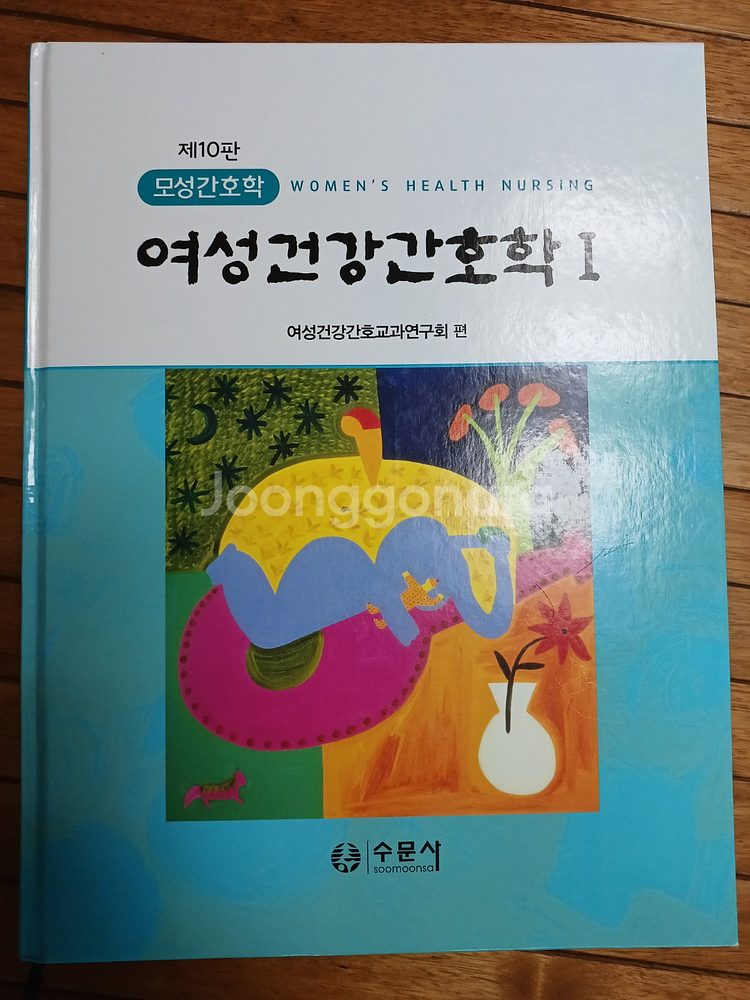 제10판
모성간호학 WOMEN'S HEALTH NURSING
여성건강간호학 I
여성건강간호교과연구회 편
Joonggonara
수문사
soomoonsa